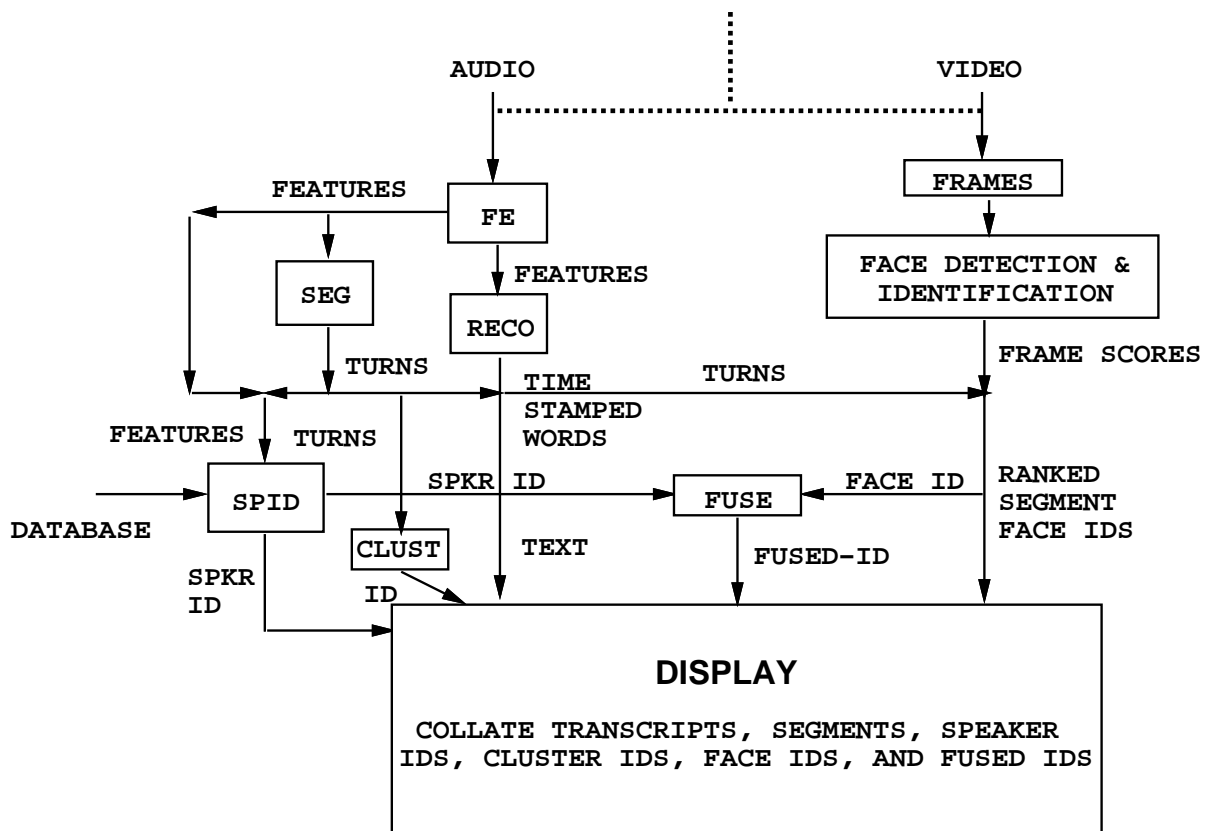 AUDIO
VIDEO
FEATURES
FE
FRAMES
FACE DETECTION &
IDENTIFICATION
SEG
FEATURES
RECO
TURNS
TIME
STAMPED
WORDS
TURNS
FRAME SCORES
FEATURES
TURNS
DATABASE
SPID
SPKR ID
FUSE
FACE ID
RANKED
SEGMENT
FACE IDS
SPKR
ID
CLUST
ID
TEXT
FUSED-ID
DISPLAY
COLLATE TRANSCRIPTS, SEGMENTS, SPEAKER
IDS, CLUSTER IDS, FACE IDS, AND FUSED IDS